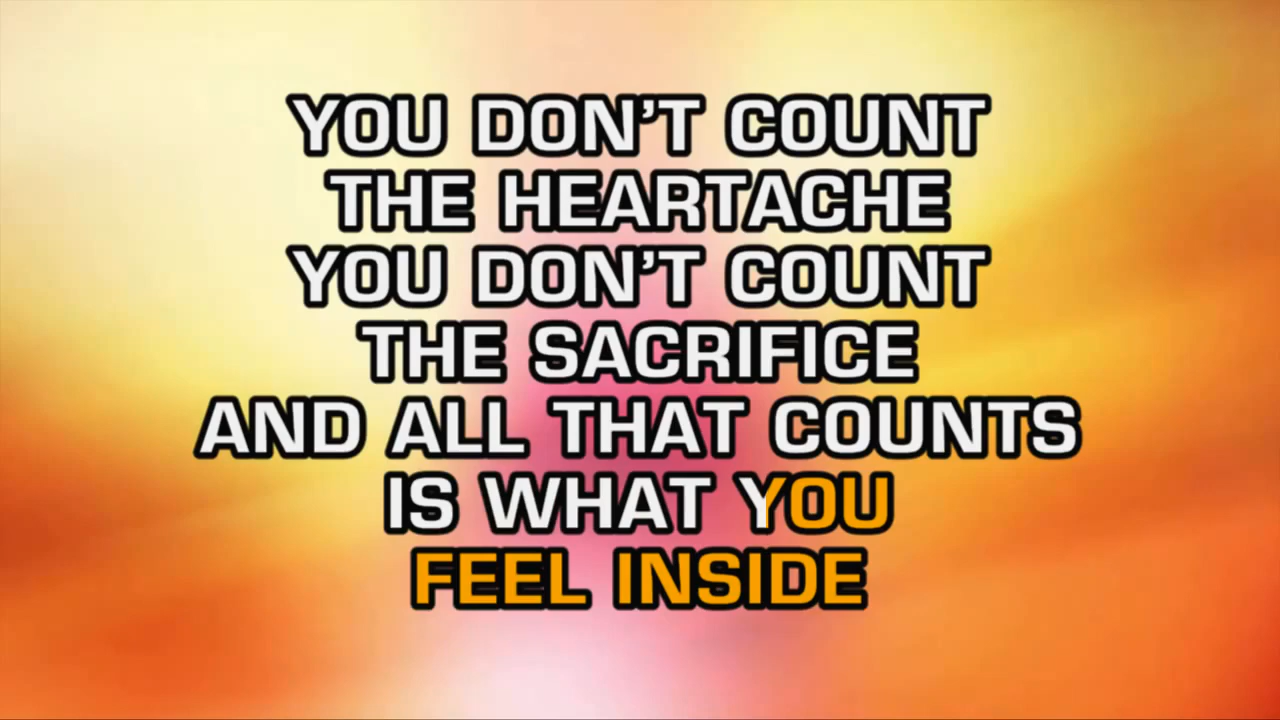 YOU DON’T COUNT
THE HEARTACHE
YOU DON’T COUNT
THE SACRIFICE
AND ALL THAT COUNTS
IS WHAT YOU
FEEL INSIDE